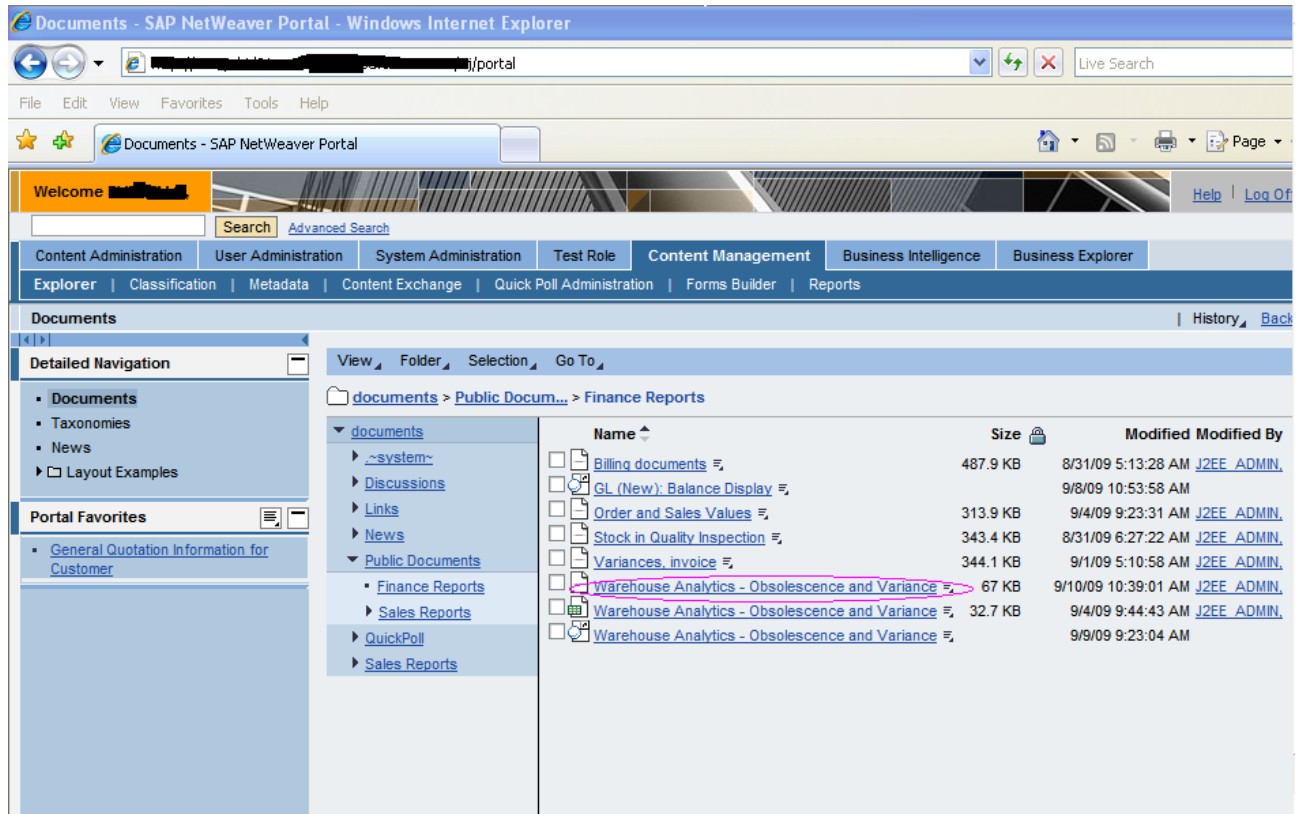 Documents - SAP NetWeaver Portal - Windows Internet Explorer
j/portal
Live Search
File Edit View Favorites Tools Help
Documents - SAP NetWeaver Portal
Page
Welcome
Help | Log Of
Search Advanced Search
Content Administration User Administration System Administration Test Role Content Management Business Intelligence Business Explorer
Explorer | Classification | Metadata | Content Exchange | Quick Poll Administration | Forms Builder | Reports
Documents
| History Back
Detailed Navigation
Documents
Taxonomies
News
Layout Examples
Portal Favorites
General Quotation Information for
Customer
View Folder Selection Go To
documents > Public Docum... > Finance Reports
documents
.~system~
Discussions
Links
News
Public Documents
Finance Reports
Sales Reports
QuickPoll
Sales Reports
Name Size Modified Modified By
Billing documents 487.9 KB 8/31/09 5:13:28 AM J2EE_ADMIN,
GL (New): Balance Display 9/8/09 10:53:58 AM
Order and Sales Values 313.9 KB 9/4/09 9:23:31 AM J2EE_ADMIN,
Stock in Quality Inspection 343.4 KB 8/31/09 6:27:22 AM J2EE_ADMIN,
Variances, invoice 344.1 KB 9/1/09 5:10:58 AM J2EE_ADMIN,
Warehouse Analytics - Obsolescence and Variance 67 KB 9/10/09 10:39:01 AM J2EE_ADMIN,
Warehouse Analytics - Obsolescence and Variance 32.7 KB 9/4/09 9:44:43 AM J2EE_ADMIN,
Warehouse Analytics - Obsolescence and Variance 9/9/09 9:23:04 AM